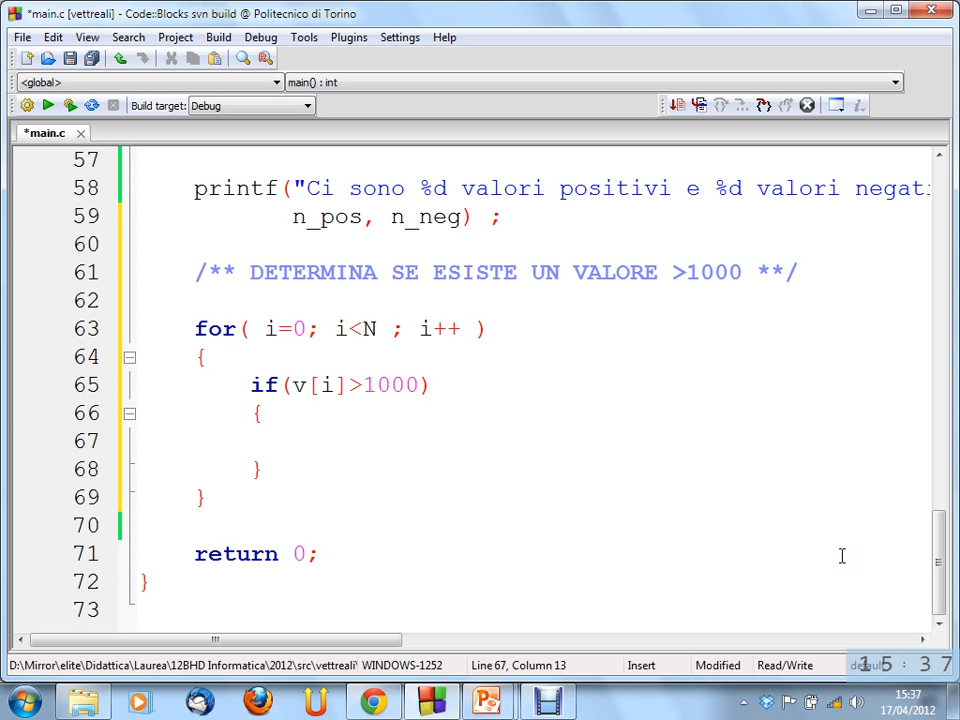 *main.c [vettreali] - Code::Blocks svn build @ Politecnico di Torino
File Edit View Search Project Build Debug Tools Plugins Settings Help
<global> main() : int
Build target: Debug
*main.c
57
58 printf("Ci sono %d valori positivi e %d valori negati
59 n_pos, n_neg) ;
60
61 /** DETERMINA SE ESISTE UN VALORE >1000 **/
62
63 for( i=0; i<N ; i++ )
64 {
65 if(v[i]>1000)
66 {
67
68 }
69 }
70
71 return 0;
72 }
73
D:\Mirror\elite\Didattica\Laurea\12BHD Informatica\2012\src\vettreali\ WINDOWS-1252 Line 67, Column 13 Insert Modified Read/Write default
15:37
15:37
17/04/2012